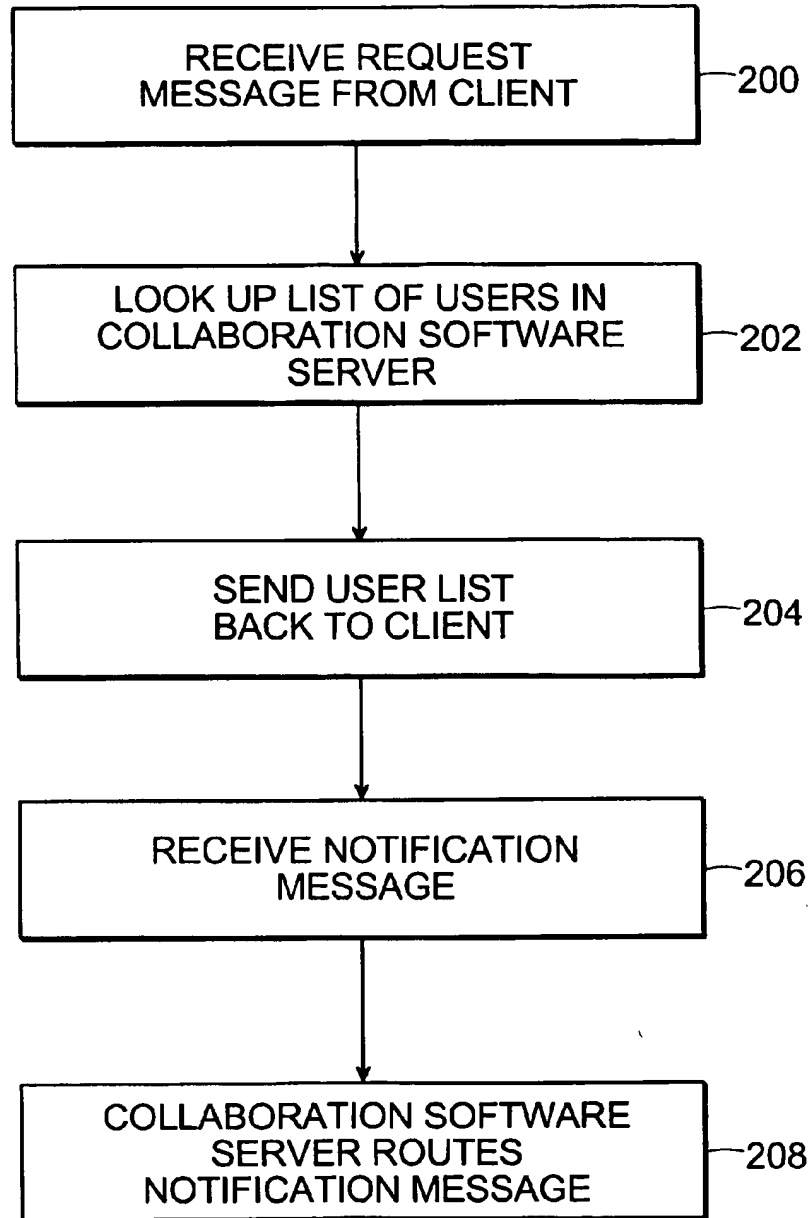 RECEIVE REQUEST
MESSAGE FROM CLIENT
200
LOOK UP LIST OF USERS IN
COLLABORATION SOFTWARE
SERVER
202
SEND USER LIST
BACK TO CLIENT
204
RECEIVE NOTIFICATION
MESSAGE
206
COLLABORATION SOFTWARE
SERVER ROUTES
NOTIFICATION MESSAGE
208